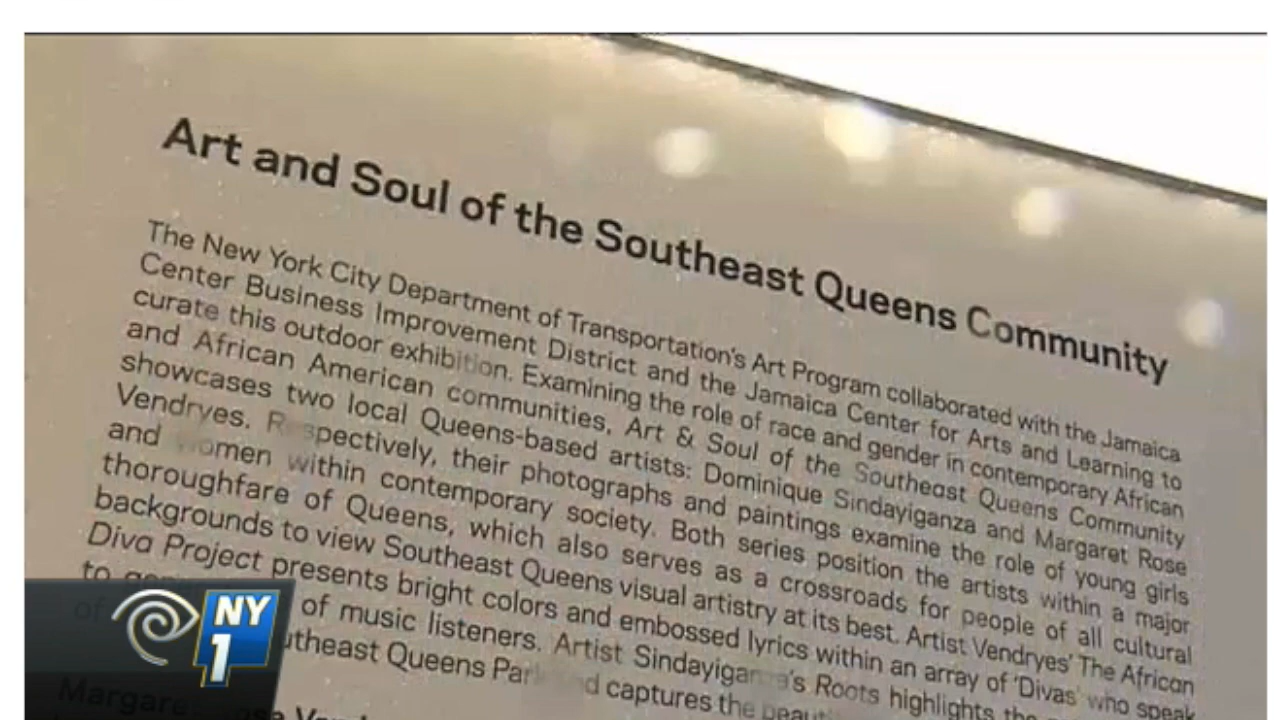 Art and Soul of the Southeast Queens Community
The New York City Department of Transportation's Art Program collaborated with the Jamaica
Center Business Improvement District and the Jamaica Center for Arts and Learning to
curate this outdoor exhibition. Examining the role of race and gender in contemporary African
and African American communities, Art & Soul of the Southeast Queens Community
showcases two local Queens-based artists: Dominique Sindayiganza and Margaret Rose
Vendryes. Respectively, their photographs and paintings examine the role of young girls
and women within contemporary society. Both series position the artists within a major
thoroughfare of Queens, which also serves as a crossroads for people of all cultural
backgrounds to view Southeast Queens visual artistry at its best. Artist Vendryes' The African
Diva Project presents bright colors and embossed lyrics within an array of 'Divas' who speak
to of music listeners. Artist Sindayiganza's Roots highlights the
of Southeast Queens Park captures the
NY
1